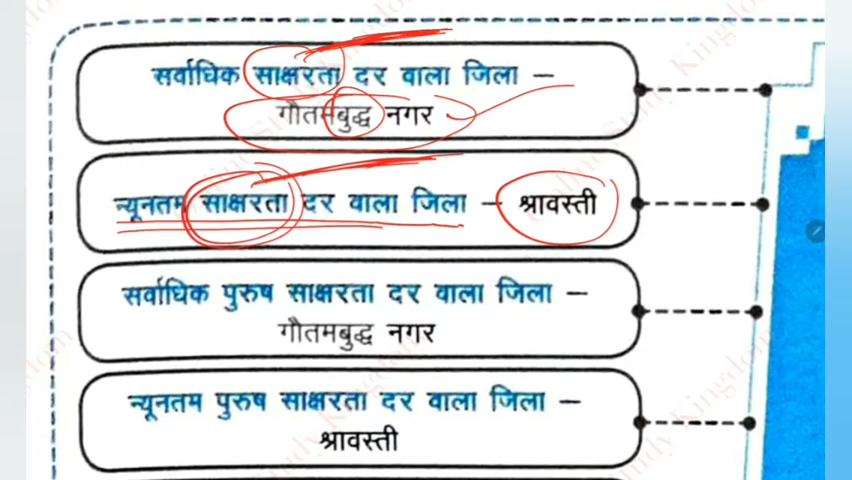 सर्वाधिक साक्षरता दर वाला जिला –
गौतमबुद्ध नगर
न्यूनतम साक्षरता दर वाला जिला – श्रावस्ती
सर्वाधिक पुरुष साक्षरता दर वाला जिला –
गौतमबुद्ध नगर
न्यूनतम पुरुष साक्षरता दर वाला जिला –
श्रावस्ती